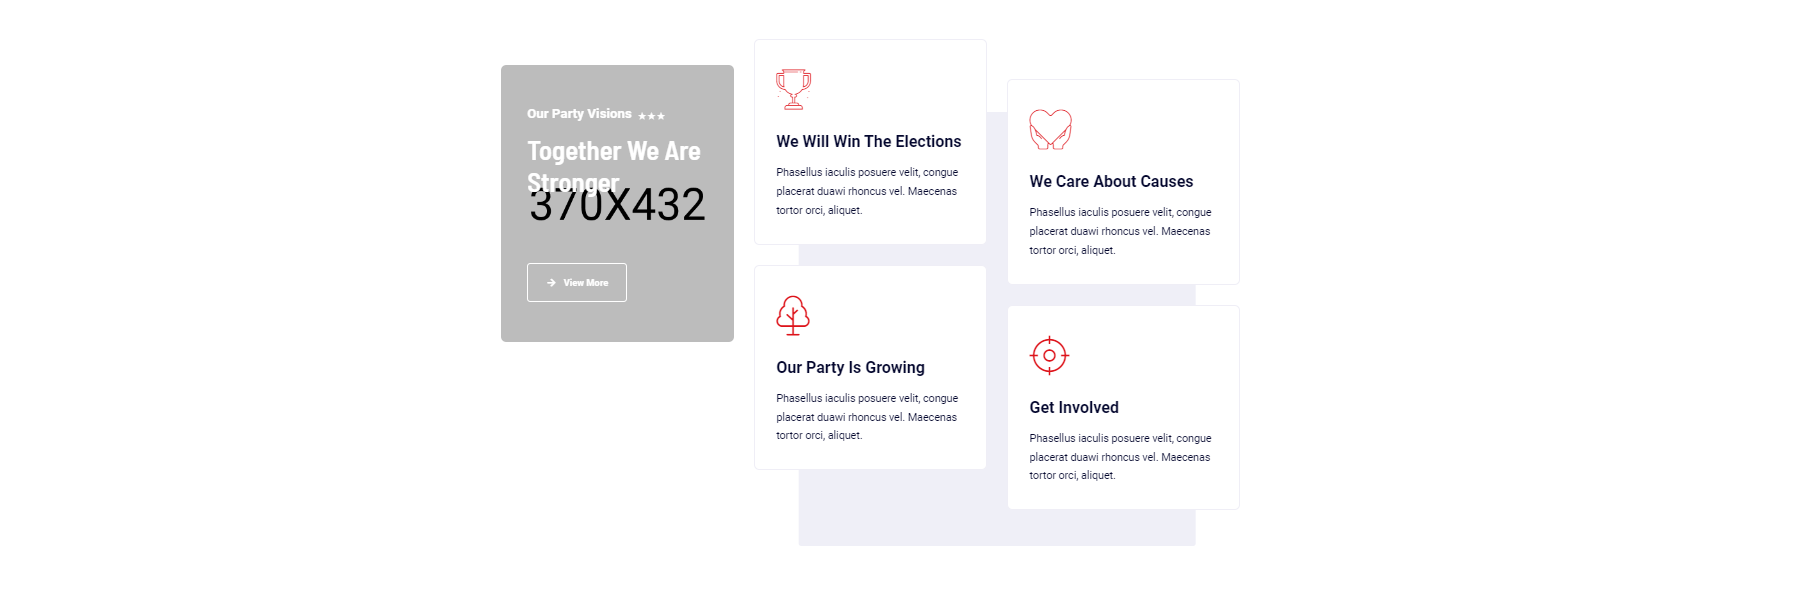 Our Party Visions
Together We Are
Stronger
370X432
View More
We Will Win The Elections
Phasellus iaculis posuere velit, congue
placerat duawi rhoncus vel. Maecenas
tortor orci, aliquet.
We Care About Causes
Phasellus iaculis posuere velit, congue
placerat duawi rhoncus vel. Maecenas
tortor orci, aliquet.
Our Party Is Growing
Phasellus iaculis posuere velit, congue
placerat duawi rhoncus vel. Maecenas
tortor orci, aliquet.
Get Involved
Phasellus iaculis posuere velit, congue
placerat duawi rhoncus vel. Maecenas
tortor orci, aliquet.